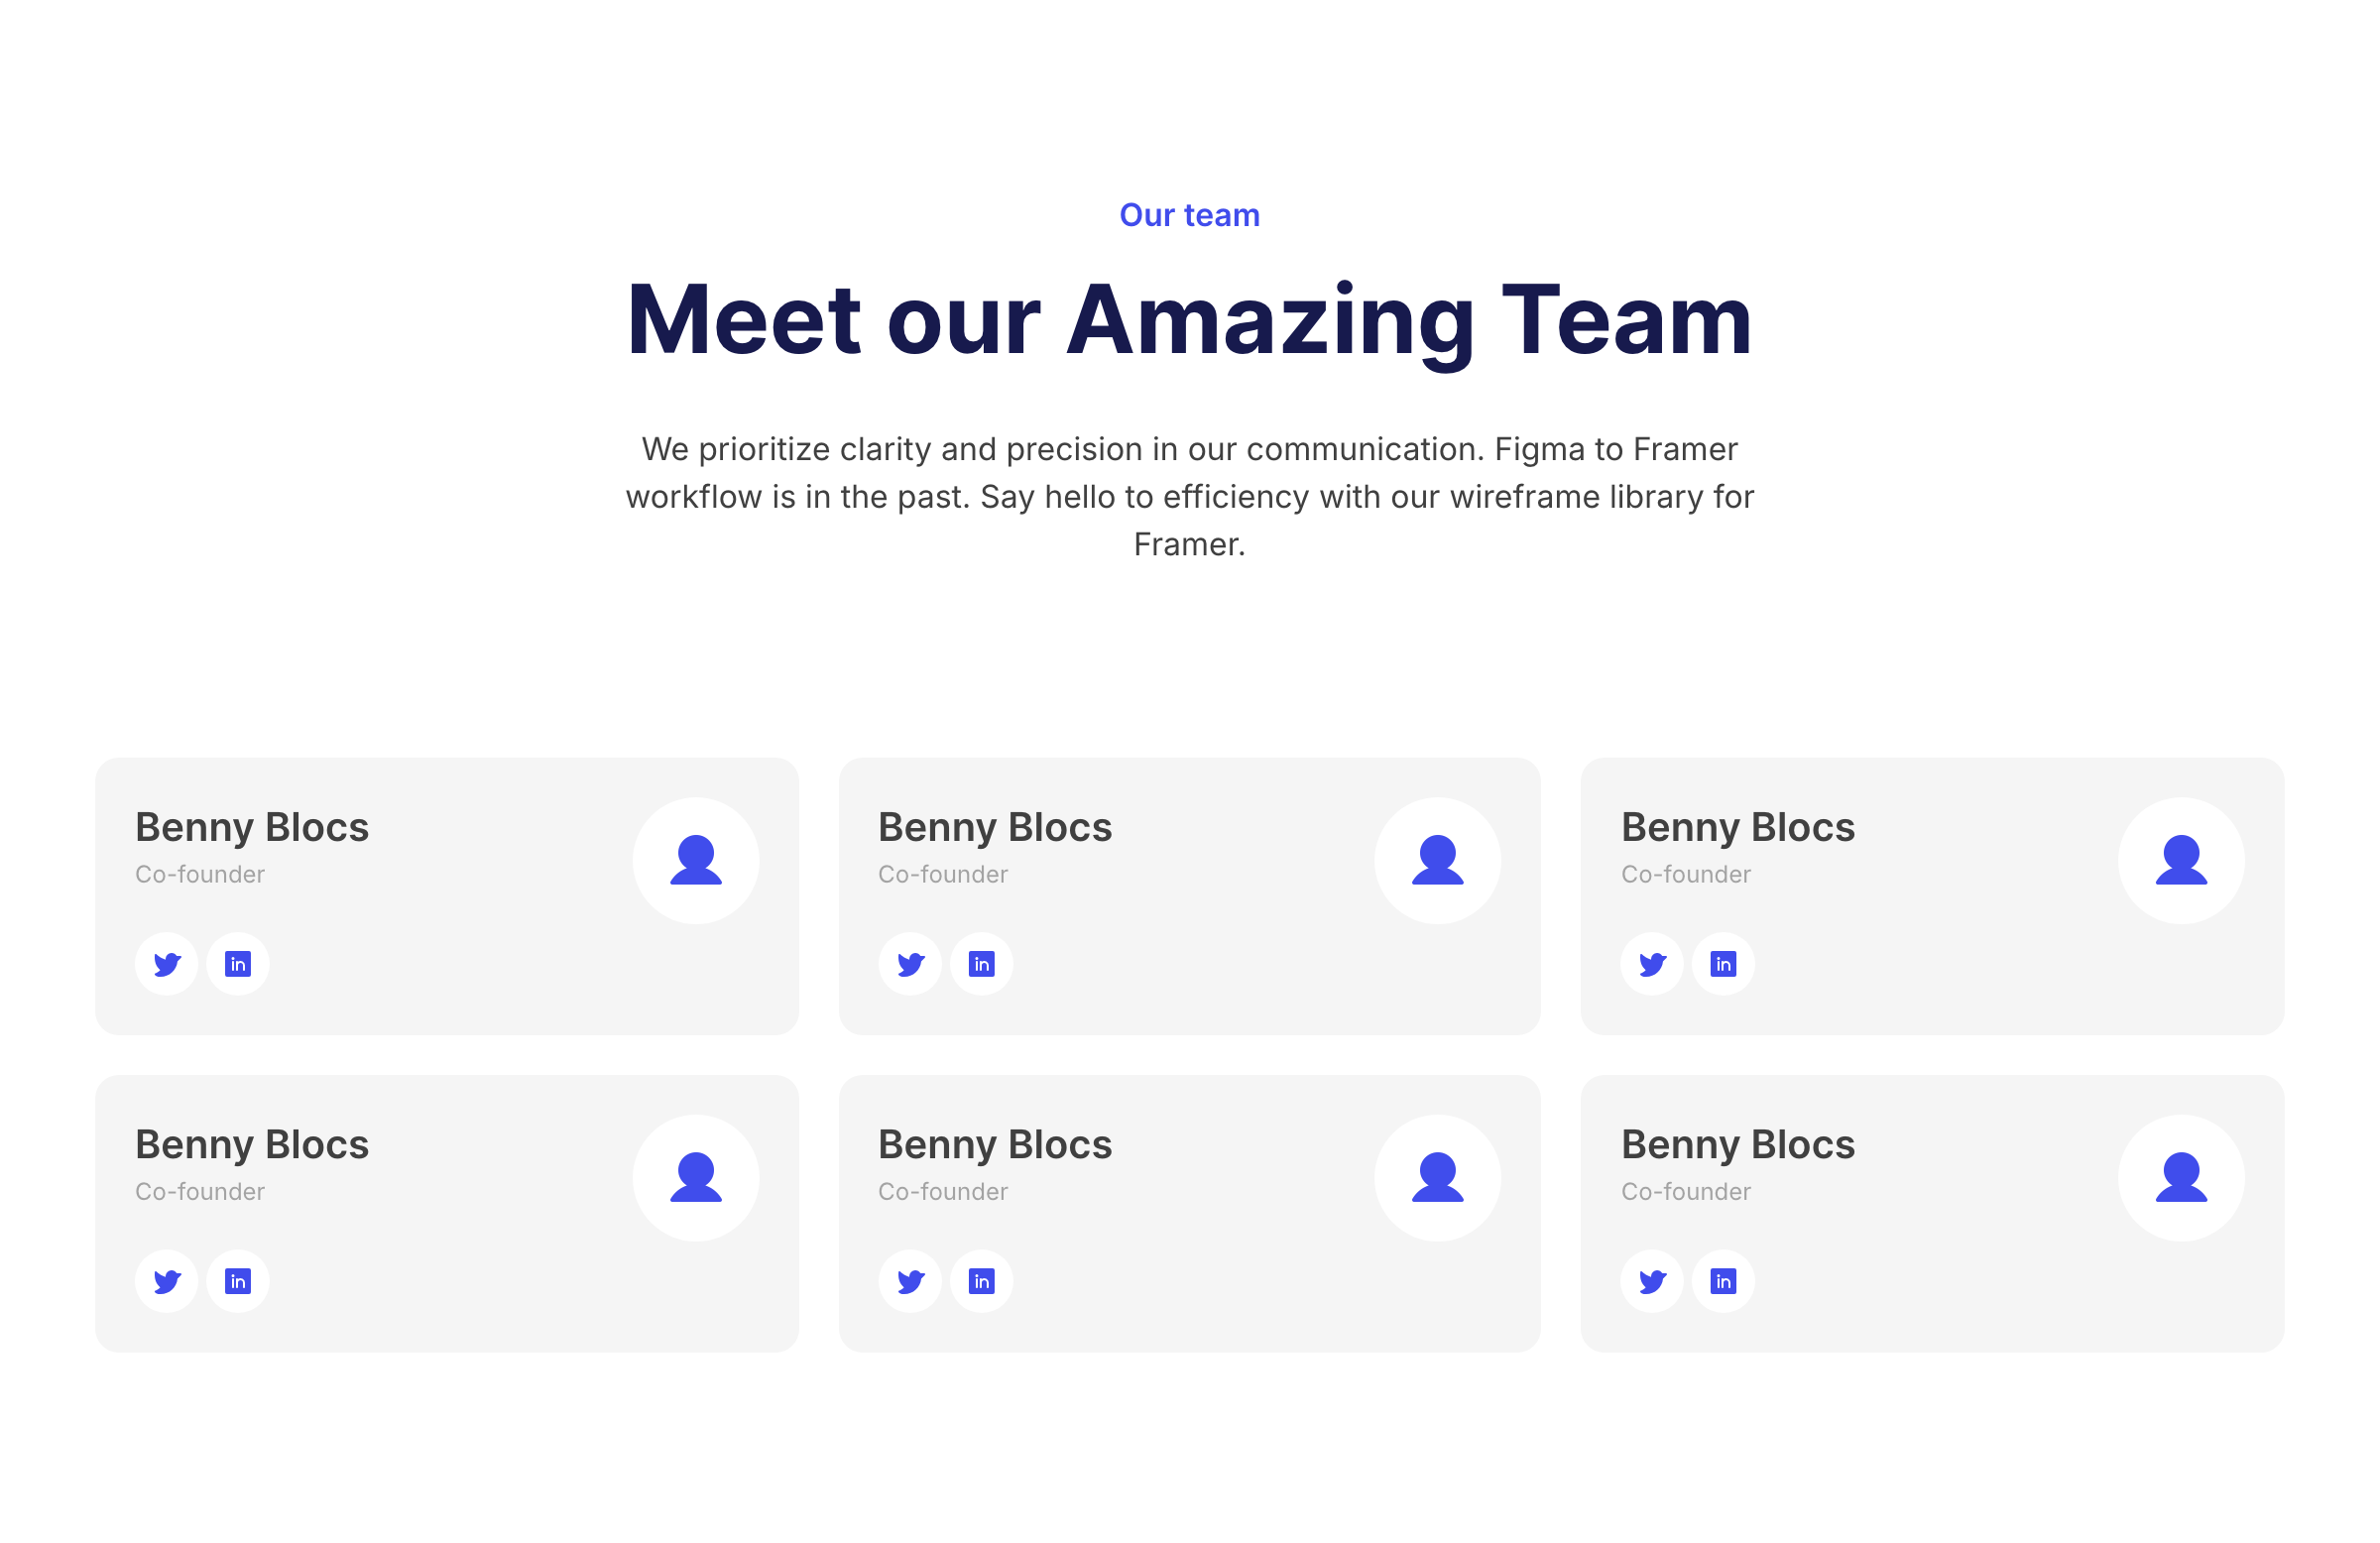 Our team
Meet our Amazing Team
We prioritize clarity and precision in our communication. Figma to Framer
workflow is in the past. Say hello to efficiency with our wireframe library for
Framer.
Benny Blocs
Co-founder
in
Benny Blocs
Co-founder
in
Benny Blocs
Co-founder
in
Benny Blocs
Co-founder
in
Benny Blocs
Co-founder
in
Benny Blocs
Co-founder
in